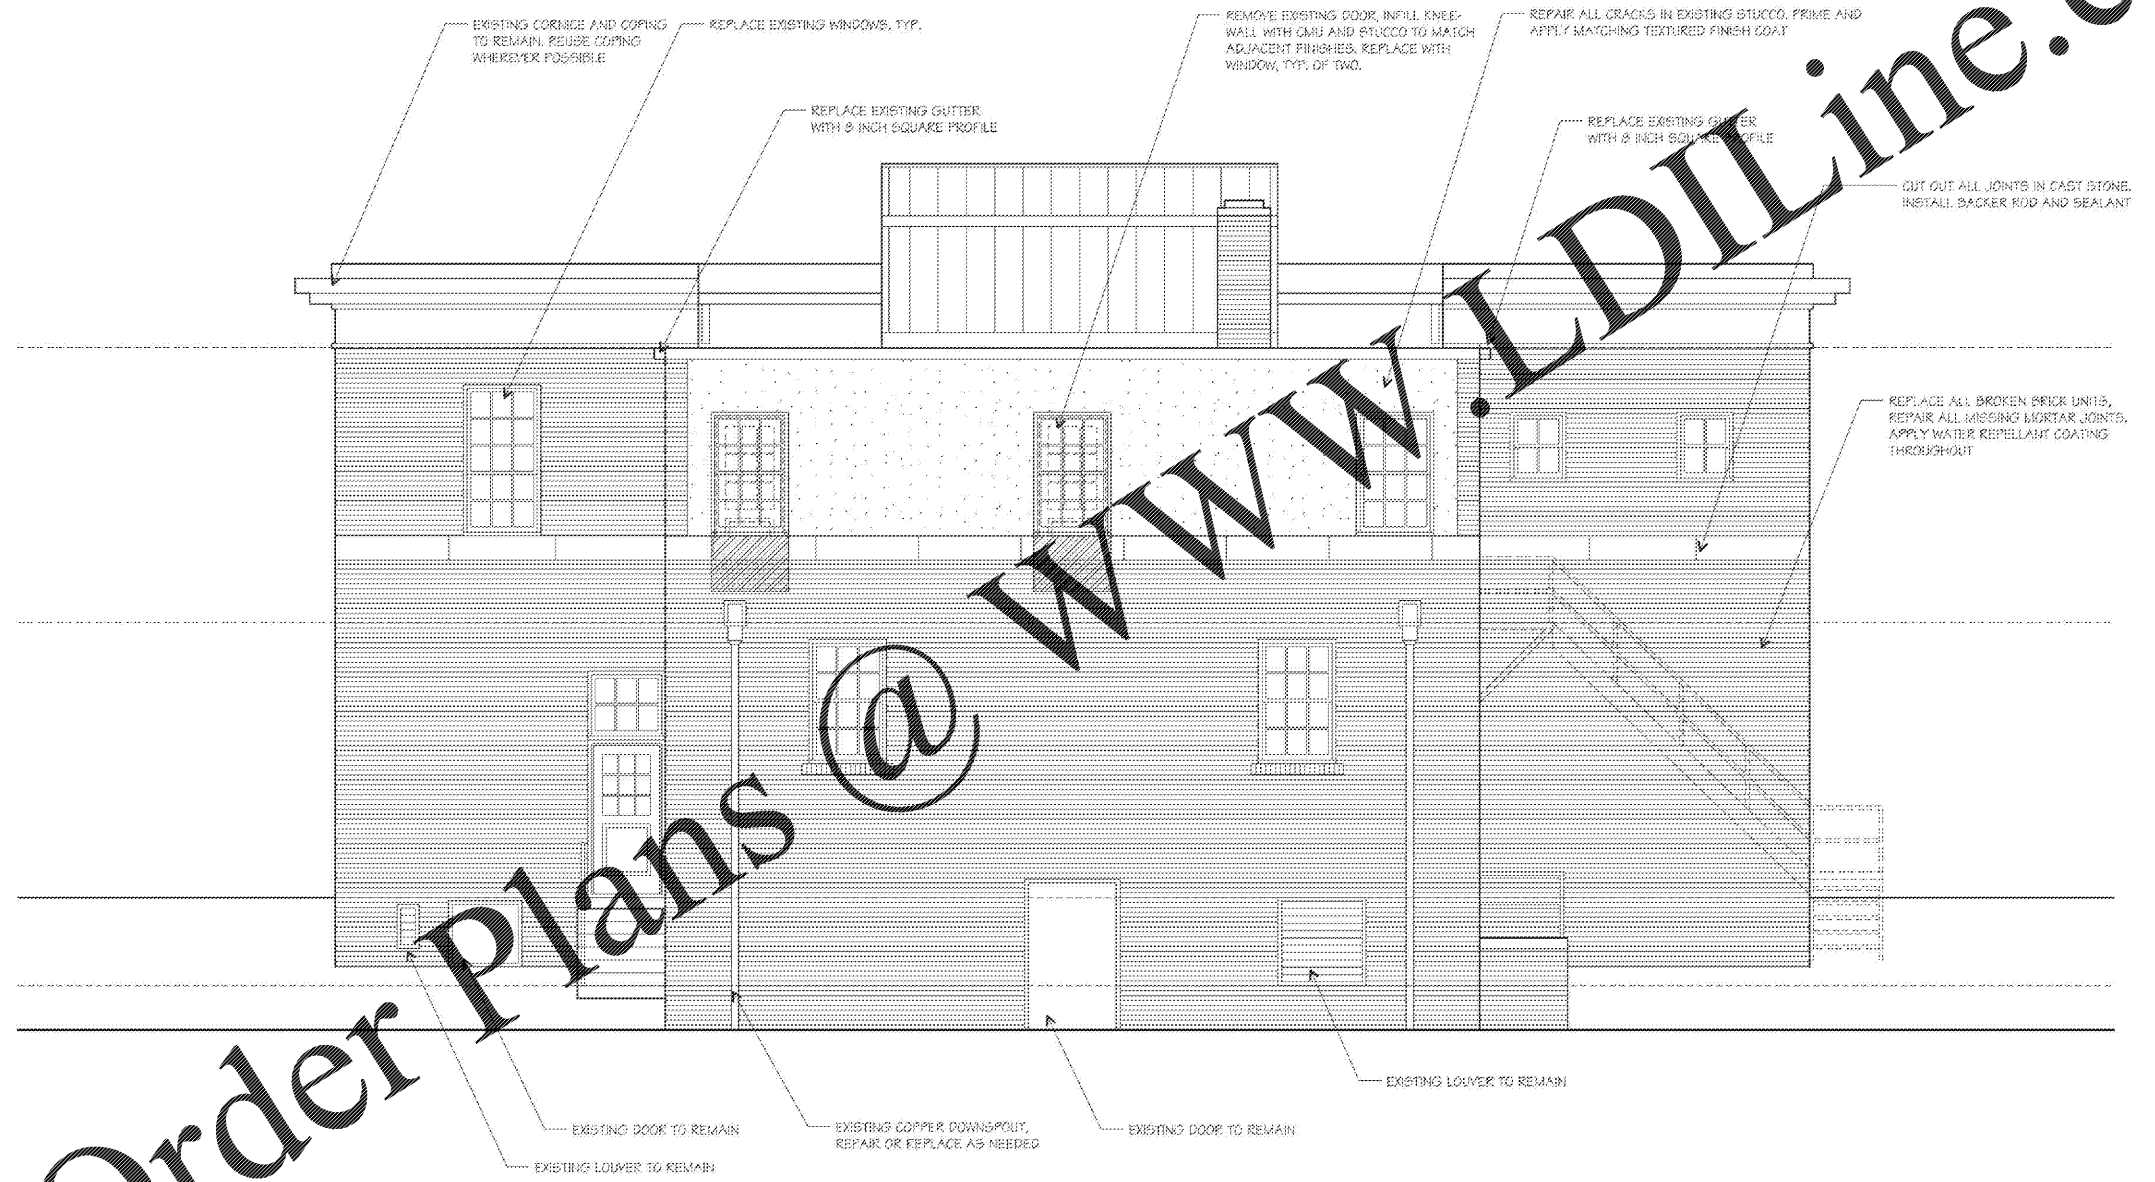 EXISTING CORNICE AND COPING
TO REMAIN. REUSE COPING
WHEREVER POSSIBLE
REPLACE EXISTING WINDOWS, TYP.
REMOVE EXISTING DOOR, INFILL KNEE-
WALL WITH CMU AND STUCCO TO MATCH
ADJACENT FINISHES. REPLACE WITH
WINDOW, TYP. OF TWO.
REPAIR ALL CRACKS IN EXISTING STUCCO. PRIME AND
APPLY MATCHING TEXTURED FINISH COAT
REPLACE EXISTING GUTTER
WITH 8 INCH SQUARE PROFILE
REPLACE EXISTING GUTTER
WITH 8 INCH SQUARE PROFILE
CUT OUT ALL JOINTS IN CAST STONE.
INSTALL BACKER ROD AND SEALANT
REPLACE ALL BROKEN BRICK UNITS,
REPAIR ALL MISSING MORTAR JOINTS.
APPLY WATER REPELLANT COATING
THROUGHOUT
Order Plans @ www.LDILine.c
EXISTING LOUVER TO REMAIN
EXISTING DOOR TO REMAIN
EXISTING COPPER DOWNSPOUT,
REPAIR OR REPLACE AS NEEDED
EXISTING DOOR TO REMAIN
EXISTING LOUVER TO REMAIN